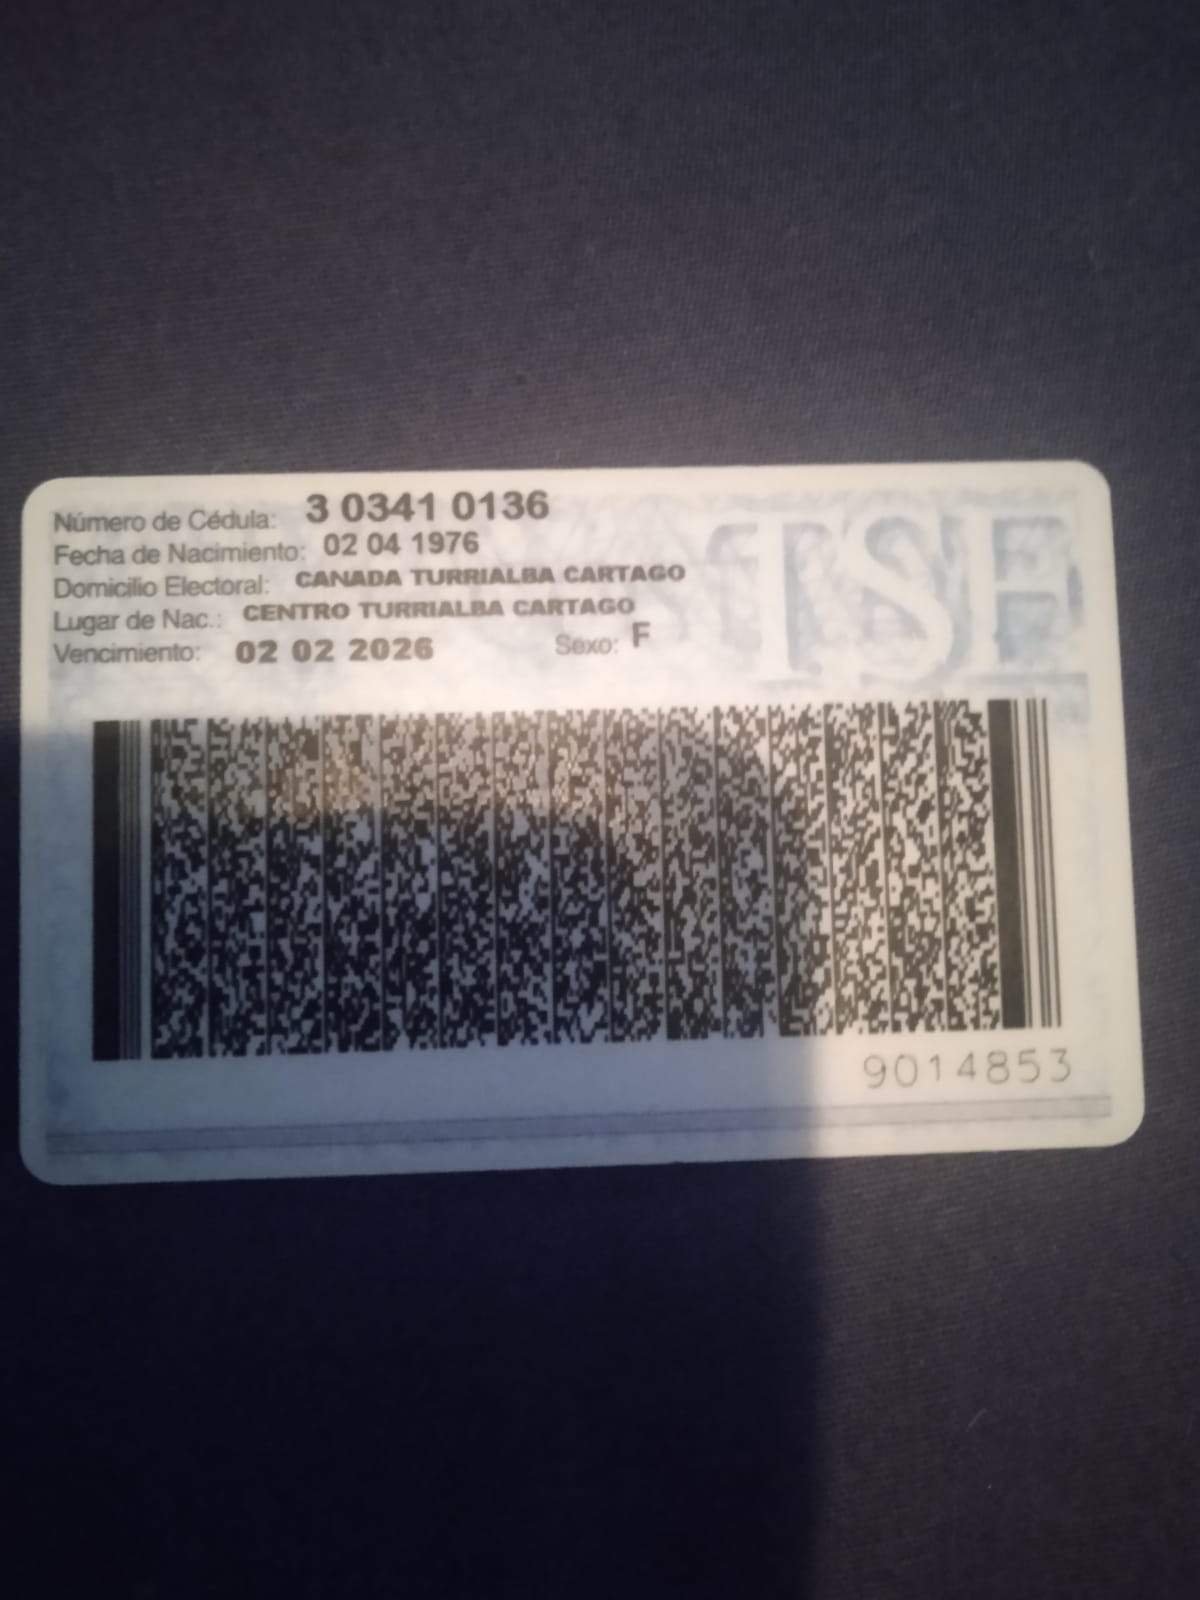 Número de Cédula: 3 0341 0136
Fecha de Nacimiento: 02 04 1976
Domicilio Electoral: CANADA TURRIALBA CARTAGO
Lugar de Nac.: CENTRO TURRIALBA CARTAGO
Vencimiento: 02 02 2026 Sexo: F
TSE
9014853